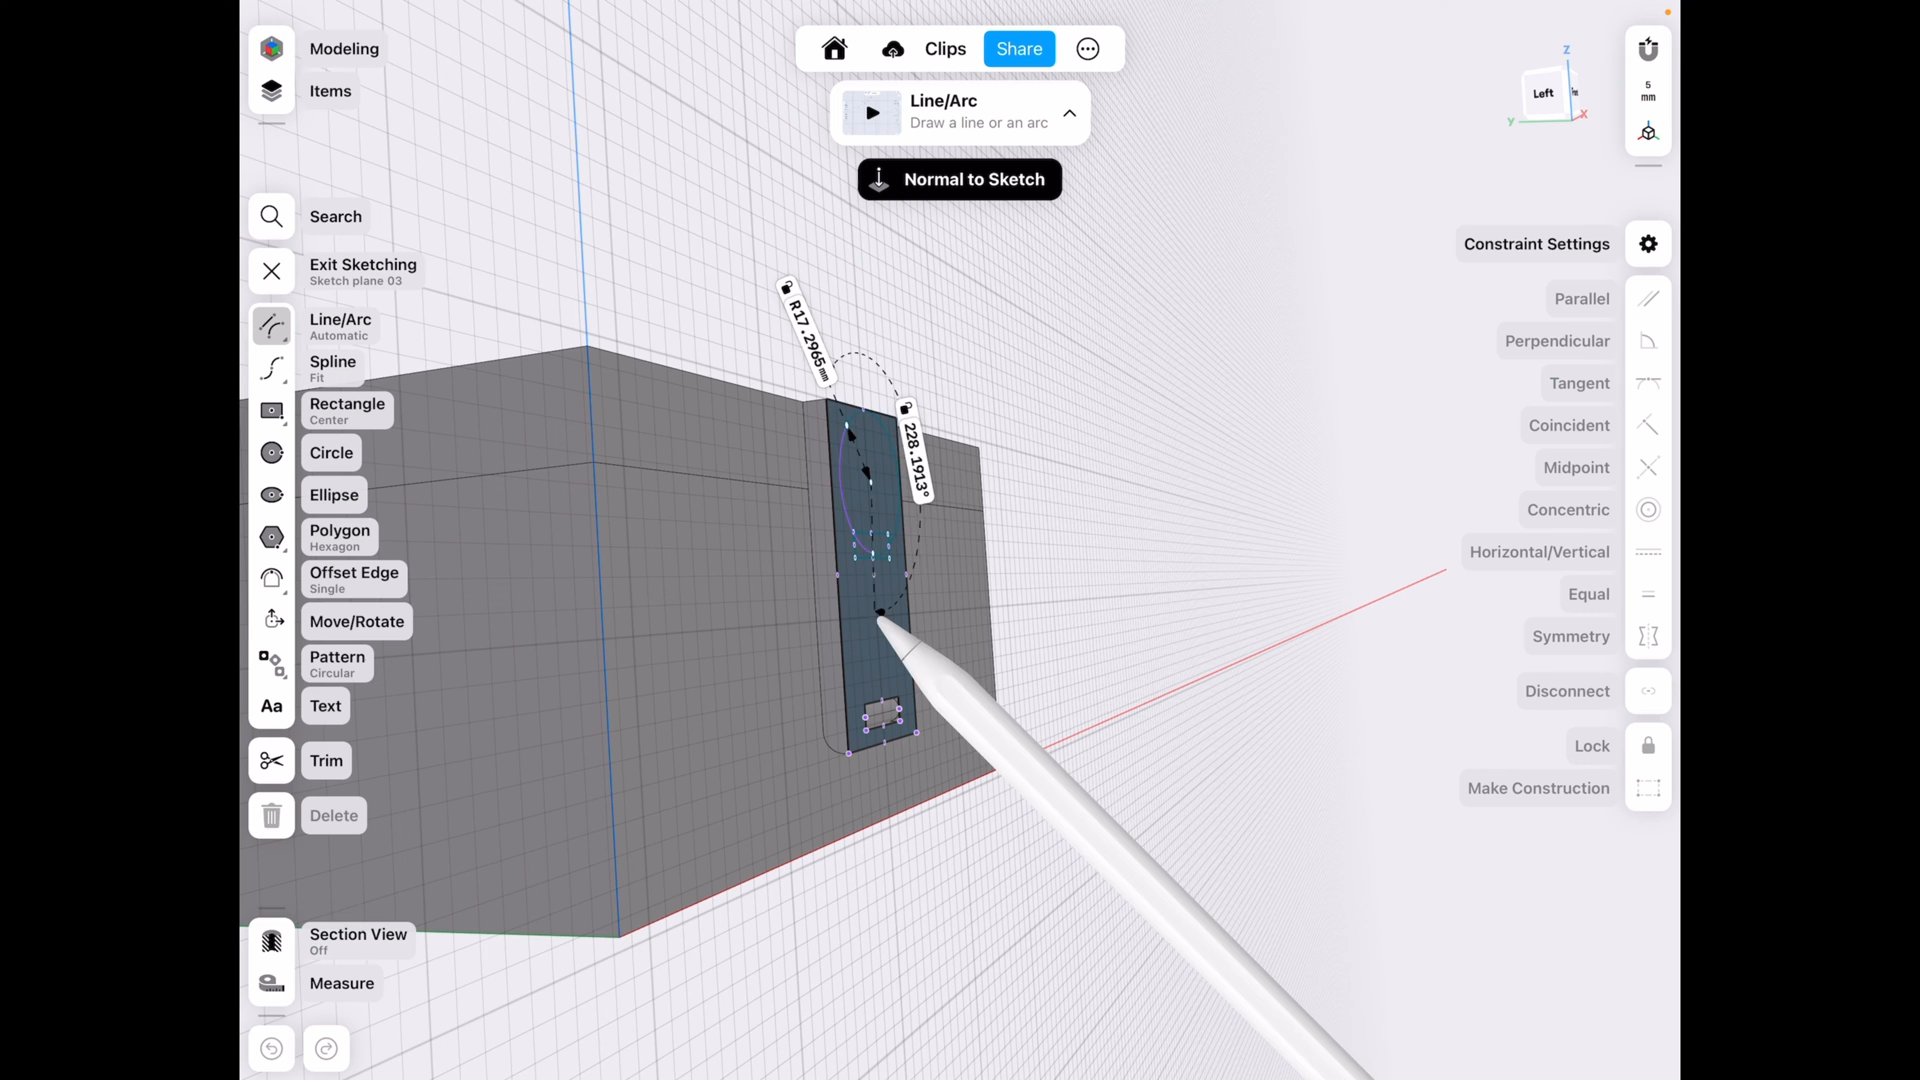 Modeling
Items
Clips
Share
Line/Arc
Draw a line or an arc
Normal to Sketch
Z
Left
Y
X
5
mm
Search
Exit Sketching
Sketch plane 03
Line/Arc
Automatic
Spline
Fit
Rectangle
Center
Circle
Ellipse
Polygon
Hexagon
Offset Edge
Single
Move/Rotate
Pattern
Circular
Aa
Text
Trim
Delete
Section View
Off
Measure
R17.2965 mm
228.1913°
Constraint Settings
Parallel
Perpendicular
Tangent
Coincident
Midpoint
Concentric
Horizontal/Vertical
Equal
Symmetry
Disconnect
Lock
Make Construction